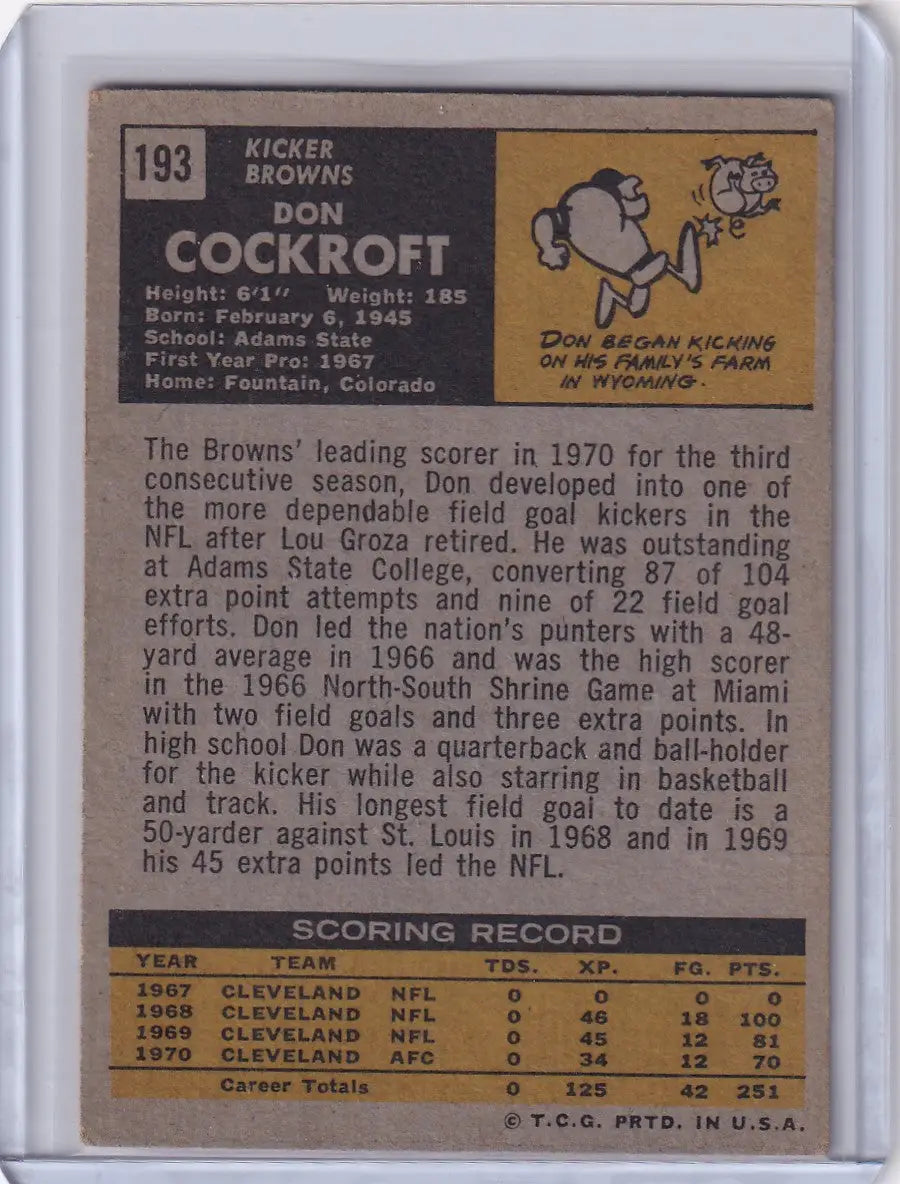 193
KICKER
BROWNS
DON
COCKROFT
Height: 6'1" Weight: 185
Born: February 6, 1945
School: Adams State
First Year Pro: 1967
Home: Fountain, Colorado
DON BEGAN KICKING
ON HIS FAMILY'S FARM
IN WYOMING.
The Browns' leading scorer in 1970 for the third
consecutive season, Don developed into one of
the more dependable field goal kickers in the
NFL after Lou Groza retired. He was outstanding
at Adams State College, converting 87 of 104
extra point attempts and nine of 22 field goal
efforts. Don led the nation's punters with a 48-
yard average in 1966 and was the high scorer
in the 1966 North-South Shrine Game at Miami
with two field goals and three extra points. In
high school Don was a quarterback and ball-holder
for the kicker while also starring in basketball
and track. His longest field goal to date is a
50-yarder against St. Louis in 1968 and in 1969
his 45 extra points led the NFL.
SCORING RECORD
YEAR TEAM TDS. XP. FG. PTS.
1967 CLEVELAND NFL 0 0 0 0
1968 CLEVELAND NFL 0 46 18 100
1969 CLEVELAND NFL 0 45 12 81
1970 CLEVELAND AFC 0 34 12 70
Career Totals 0 125 42 251
© T.C.G. PRTD. IN U.S.A.